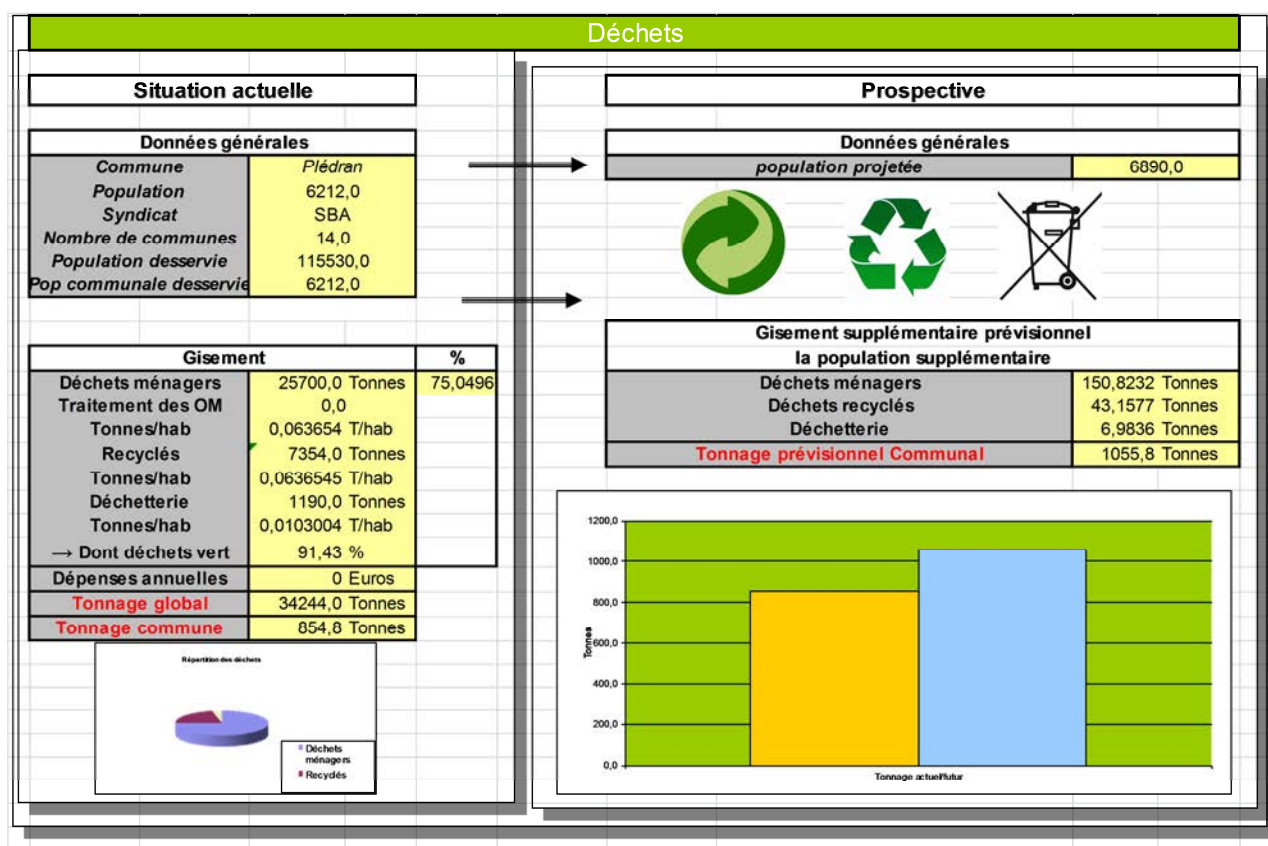 Déchets
Situation actuelle
Données générales
Commune Plédran
Population 6212,0
Syndicat SBA
Nombre de communes 14,0
Population desservie 115530,0
Pop communale desservie 6212,0
Gisement %
Déchets ménagers 25700,0 Tonnes 75,0496
Traitement des OM 0,0
Tonnes/hab 0,063654 T/hab
Recyclés 7354,0 Tonnes
Tonnes/hab 0,0636545 T/hab
Déchetterie 1190,0 Tonnes
Tonnes/hab 0,0103004 T/hab
→ Dont déchets vert 91,43 %
Dépenses annuelles 0 Euros
Tonnage global 34244,0 Tonnes
Tonnage commune 854,8 Tonnes
Répartition des déchets
Déchets
ménagers
Recyclés
Prospective
Données générales
population projetée 6890,0
Gisement supplémentaire prévisionnel
la population supplémentaire
Déchets ménagers 150,8232 Tonnes
Déchets recyclés 43,1577 Tonnes
Déchetterie 6,9836 Tonnes
Tonnage prévisionnel Communal 1055,8 Tonnes
1200,0
1000,0
800,0
600,0
400,0
200,0
0,0
Tonnes
Tonnage actuel/futur